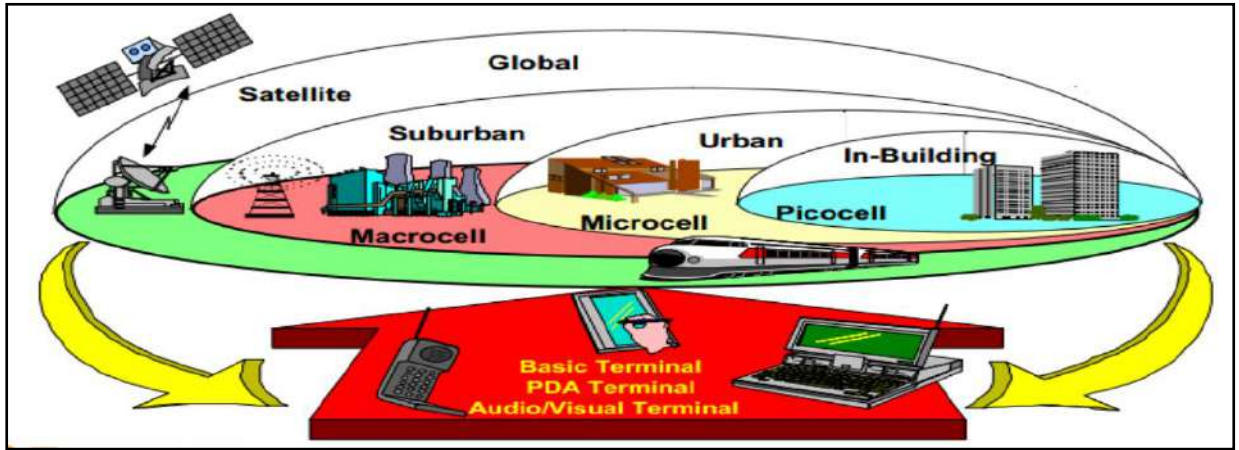 Global
Satellite
Suburban
Urban
In-Building
Picocell
Microcell
Macrocell
Basic Terminal
PDA Terminal
Audio/Visual Terminal